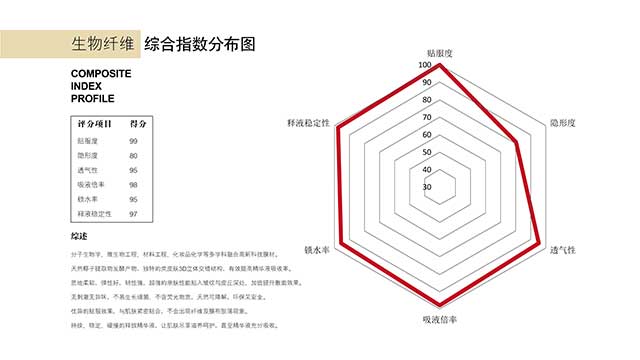 生物纤维 综合指数分布图
COMPOSITE
INDEX
PROFILE
评分项目 得分
贴服度 99
隐形度 80
透气性 95
吸液倍率 98
锁水率 95
释液稳定性 97
综述
分子生物学、微生物工程、材料工程、化妆品化学等多学科融合高新科技膜材。
天然椰子提取物发酵产物、独特的类皮肤3D立体交错结构、有效提高精华液吸收率。
质地柔韧、弹性好、韧性强、超强的亲肤性能贴入嵴纹与皮丘深处、加倍提升敷面效果。
无刺激无异味、不易生长细菌、不含荧光物质、天然可降解、环保又安全。
优异的贴服效果、与肌肤紧密贴合、不会出现纤维及膜布脱落现象。
持续、稳定、缓慢的释放精华液、让肌肤尽享滋养呵护、直至精华液充分吸收。
贴服度
100
90
80
70
60
50
40
30
释液稳定性
隐形度
锁水率
透气性
吸液倍率